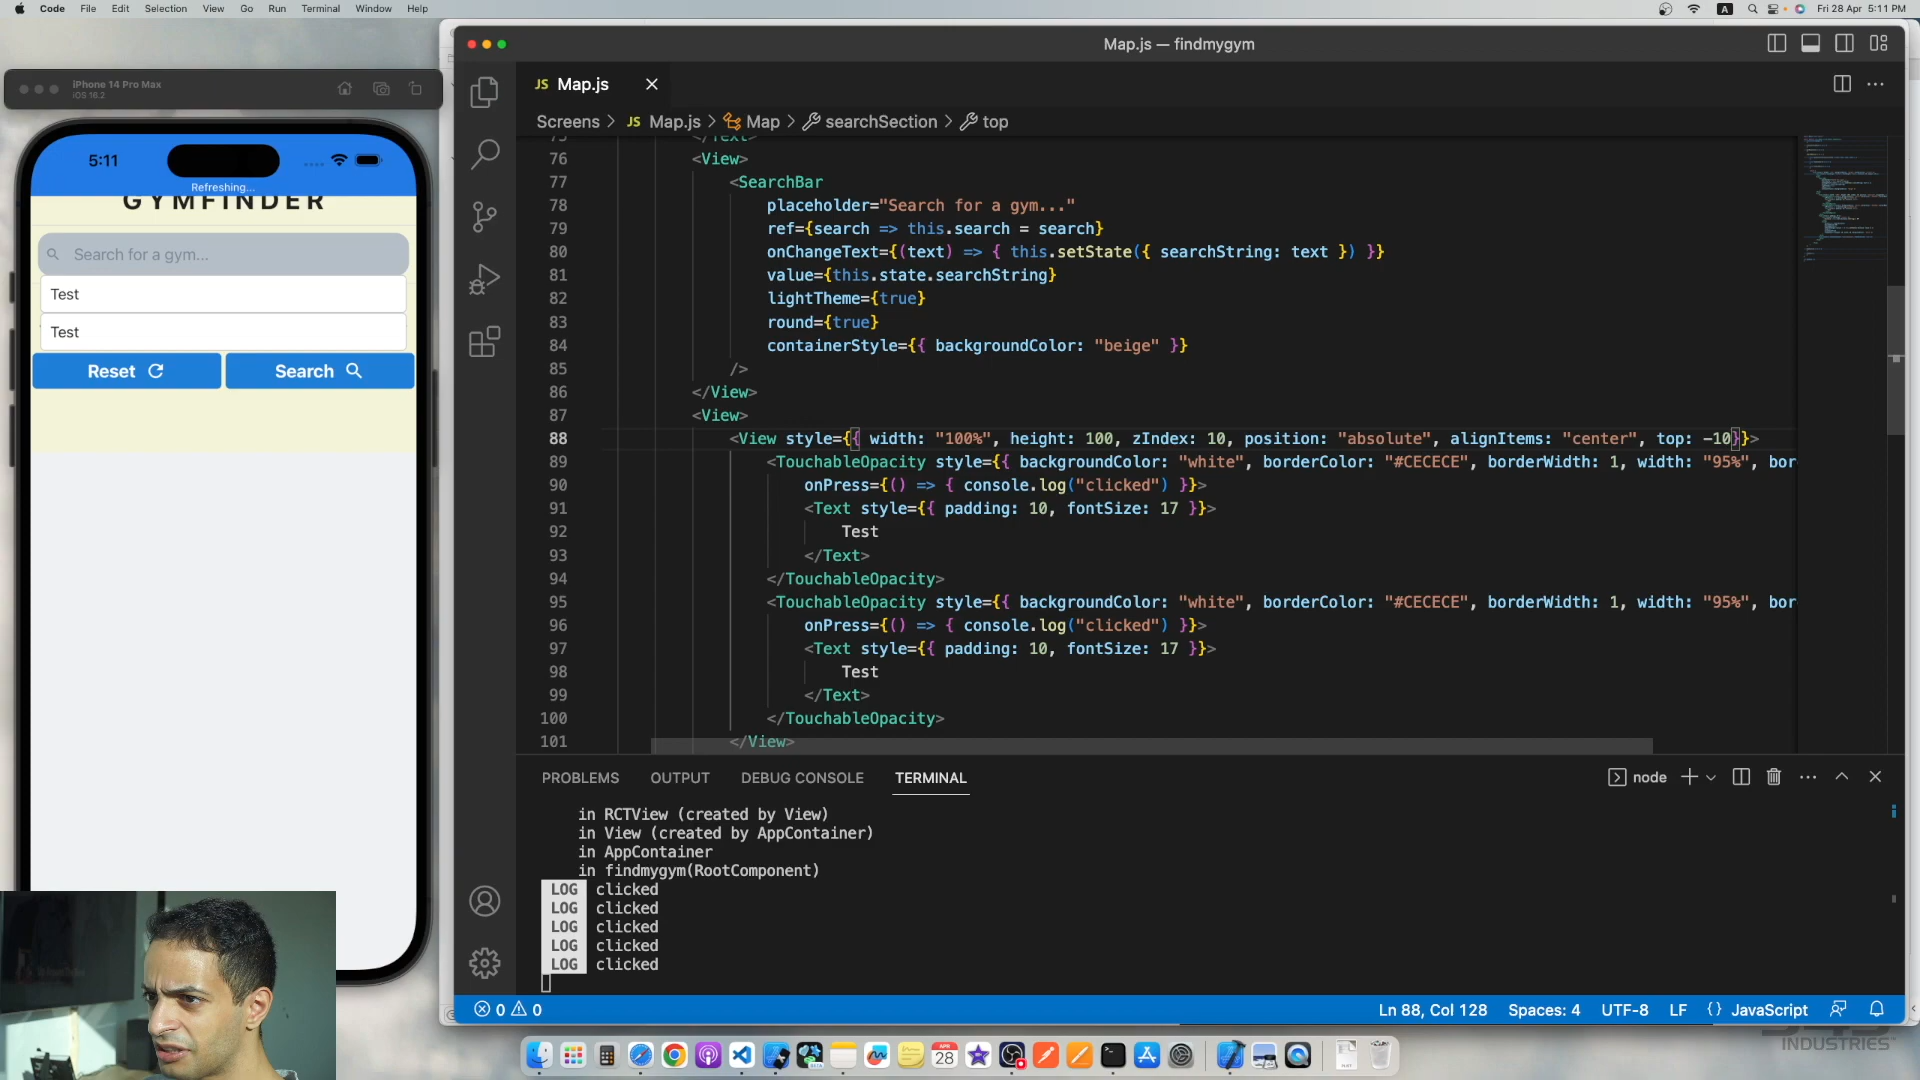 Code File Edit Selection View Go Run Terminal Window Help
A
Fri 28 Apr 5:11 PM
iPhone 14 Pro Max
iOS 16.2
5:11
Refreshing...
GYMFINDER
Search for a gym...
Test
Test
Reset
Search
Map.js — findmygym
JS Map.js
Screens > JS Map.js > Map > searchSection > top
75 </Text>
76 <View>
77 <SearchBar
78 placeholder="Search for a gym..."
79 ref={search => this.search = search}
80 onChangeText={(text) => { this.setState({ searchString: text }) }}
81 value={this.state.searchString}
82 lightTheme={true}
83 round={true}
84 containerStyle={{ backgroundColor: "beige" }}
85 />
86 </View>
87 <View>
88 <View style={{ width: "100%", height: 100, zIndex: 10, position: "absolute", alignItems: "center", top: -10}}>
89 <TouchableOpacity style={{ backgroundColor: "white", borderColor: "#CECECE", borderWidth: 1, width: "95%", bor
90 onPress={() => { console.log("clicked") }}>
91 <Text style={{ padding: 10, fontSize: 17 }}>
92 Test
93 </Text>
94 </TouchableOpacity>
95 <TouchableOpacity style={{ backgroundColor: "white", borderColor: "#CECECE", borderWidth: 1, width: "95%", bor
96 onPress={() => { console.log("clicked") }}>
97 <Text style={{ padding: 10, fontSize: 17 }}>
98 Test
99 </Text>
100 </TouchableOpacity>
101 </View>
PROBLEMS OUTPUT DEBUG CONSOLE TERMINAL
node
in RCTView (created by View)
in View (created by AppContainer)
in AppContainer
in findmygym(RootComponent)
LOG clicked
LOG clicked
LOG clicked
LOG clicked
LOG clicked
0 0
Ln 88, Col 128 Spaces: 4 UTF-8 LF {} JavaScript
INDUSTRIES™
APR
28